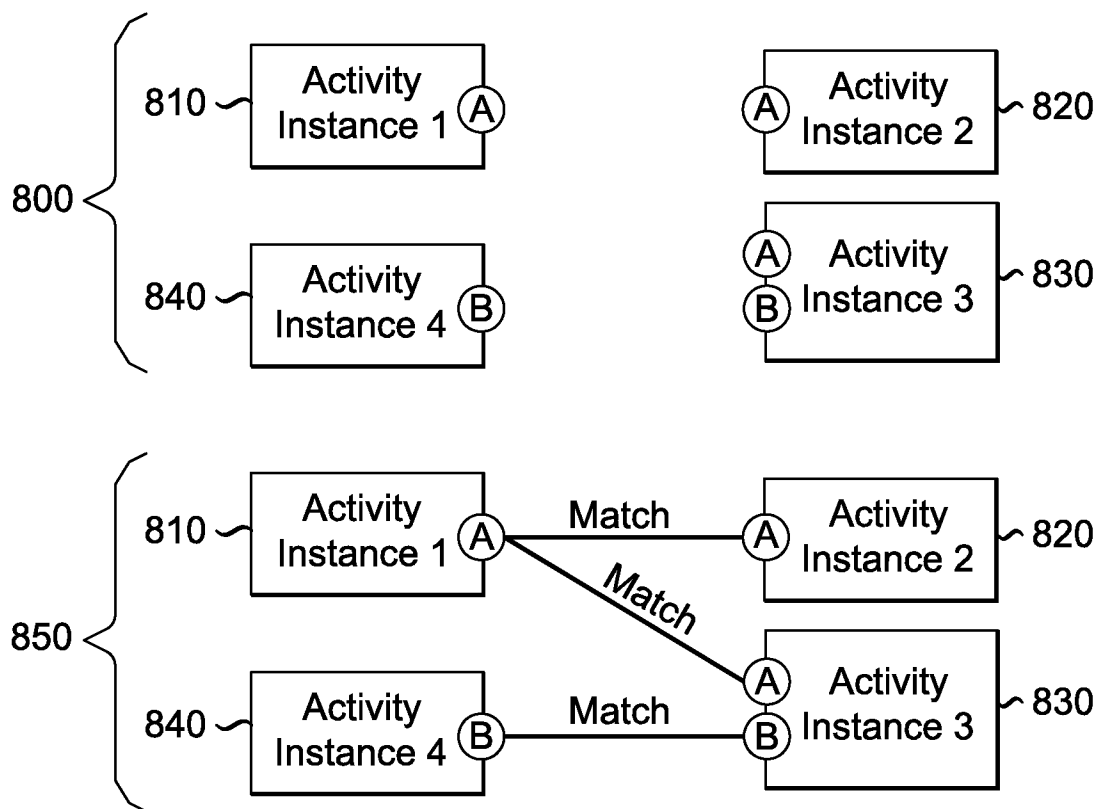 800
810
Activity
Instance 1
A
A
Activity
Instance 2
820
840
Activity
Instance 4
B
A
B
Activity
Instance 3
830
850
810
Activity
Instance 1
A
Match
Match
A
Activity
Instance 2
820
840
Activity
Instance 4
B
Match
A
B
Activity
Instance 3
830